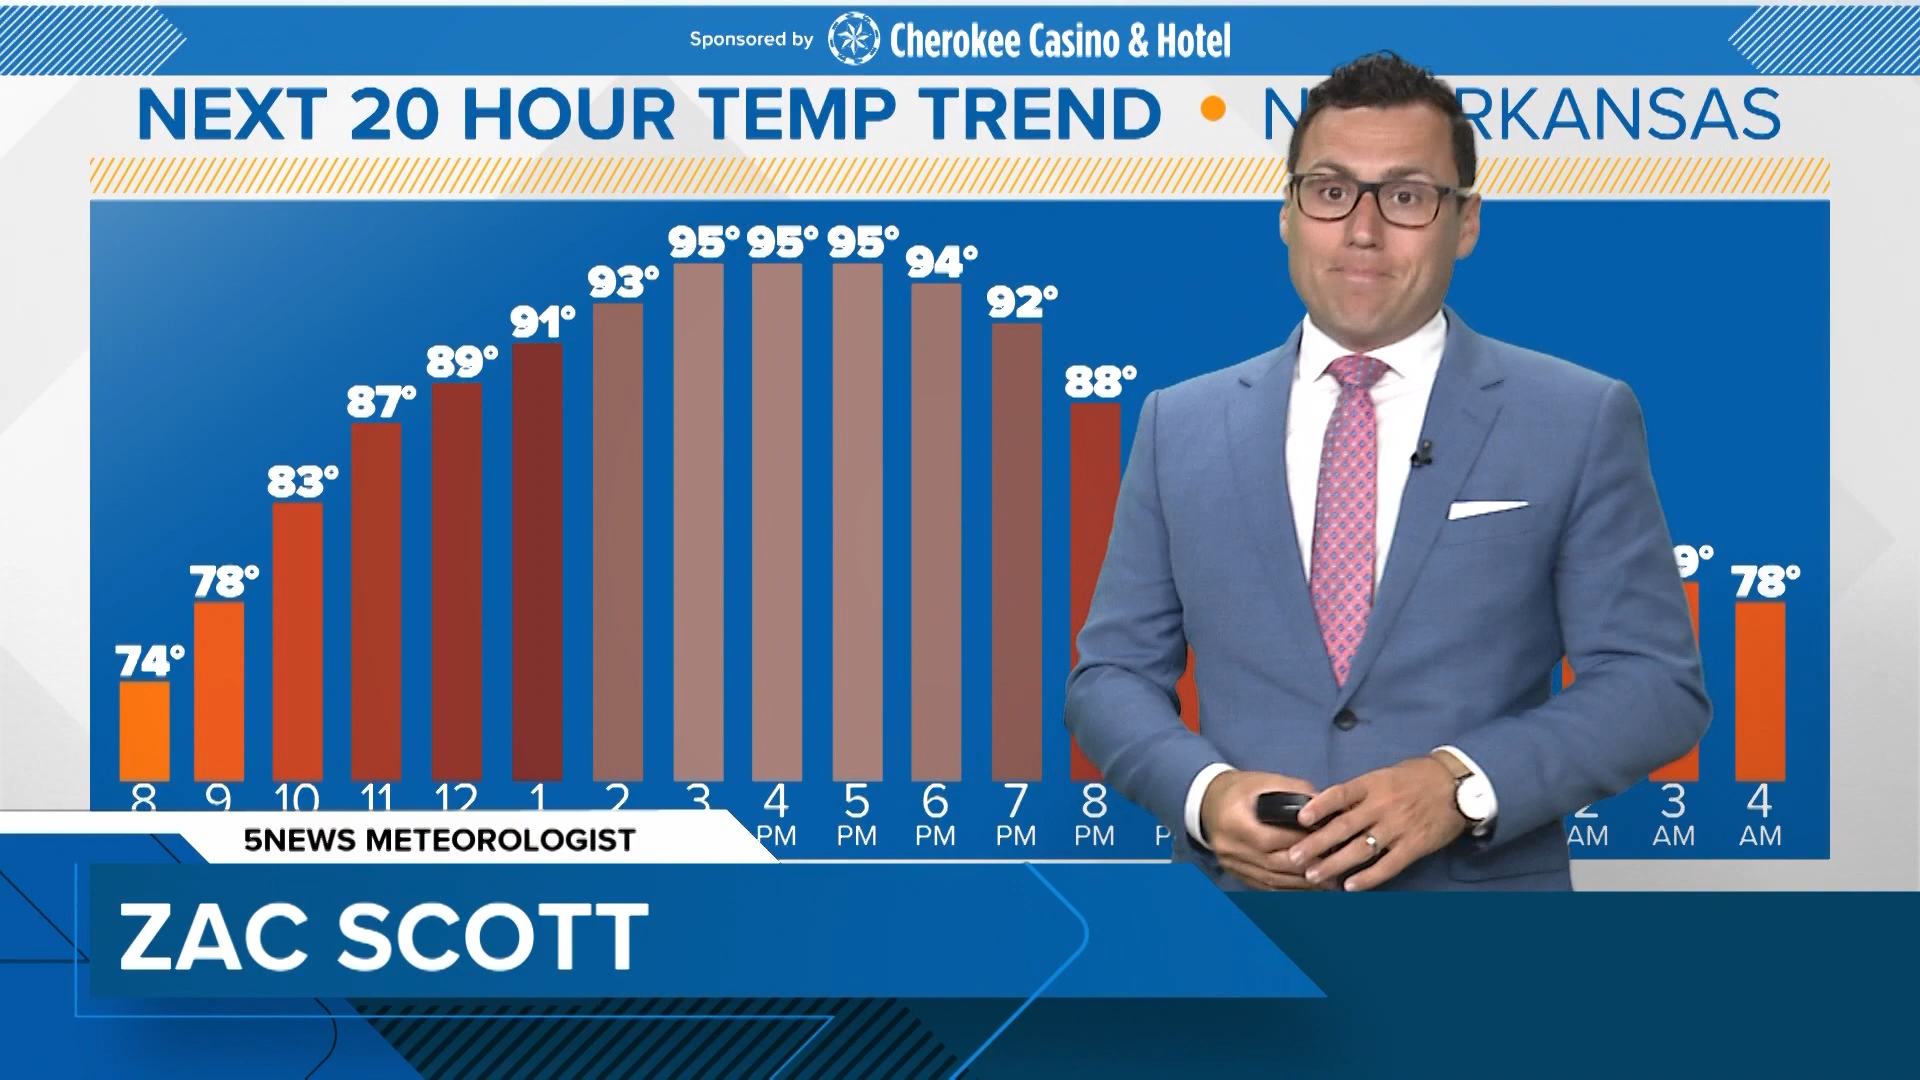 Sponsored by Cherokee Casino & Hotel
NEXT 20 HOUR TEMP TREND • N RKANSAS
74° 78° 83° 87° 89° 91° 93° 95° 95° 95° 94° 92° 88° 9° 78°
8 9 10 11 12 1 2 3 4 5 6 7 8 2 3 4
PM PM PM PM PM P AM AM AM
5NEWS METEOROLOGIST
ZAC SCOTT